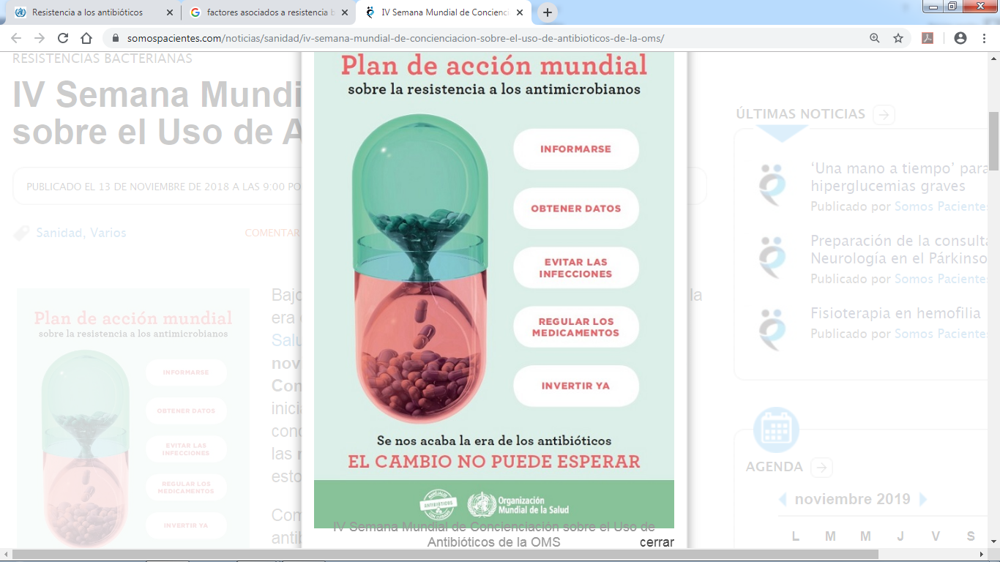 Resistencia a los antibióticos
factores asociados a resistencia b
IV Semana Mundial de Concienci
somospacientes.com/noticias/sanidad/iv-semana-mundial-de-concienciacion-sobre-el-uso-de-antibioticos-de-la-oms/
RESISTENCIAS BACTERIANAS
IV Semana Mundi
sobre el Uso de A
PUBLICADO EL 13 DE NOVIEMBRE DE 2018 A LAS 9:00 PO
Sanidad, Varios
COMENTAR
Plan de acción mundial
sobre la resistencia a los antimicrobianos
INFORMARSE
OBTENER DATOS
EVITAR LAS
INFECCIONES
REGULAR LOS
MEDICAMENTOS
INVERTIR YA
Bajo
la
era
Salu
nov
Con
inicia
conc
las
esto
Com
antib
Plan de acción mundial
sobre la resistencia a los antimicrobianos
INFORMARSE
OBTENER DATOS
EVITAR LAS
INFECCIONES
REGULAR LOS
MEDICAMENTOS
INVERTIR YA
Se nos acaba la era de los antibióticos
EL CAMBIO NO PUEDE ESPERAR
ANTIBIÓTICOS
Organización
Mundial de la Salud
IV Semana Mundial de Concienciación sobre el Uso de
Antibióticos de la OMS
cerrar
ÚLTIMAS NOTICIAS
‘Una mano a tiempo’ para
hiperglucemias graves
Publicado por Somos Paciente
Preparación de la consulta
Neurología en el Párkinso
Publicado por Somos Paciente
Fisioterapia en hemofilia
Publicado por Somos Paciente
AGENDA
noviembre 2019
L M M J V S